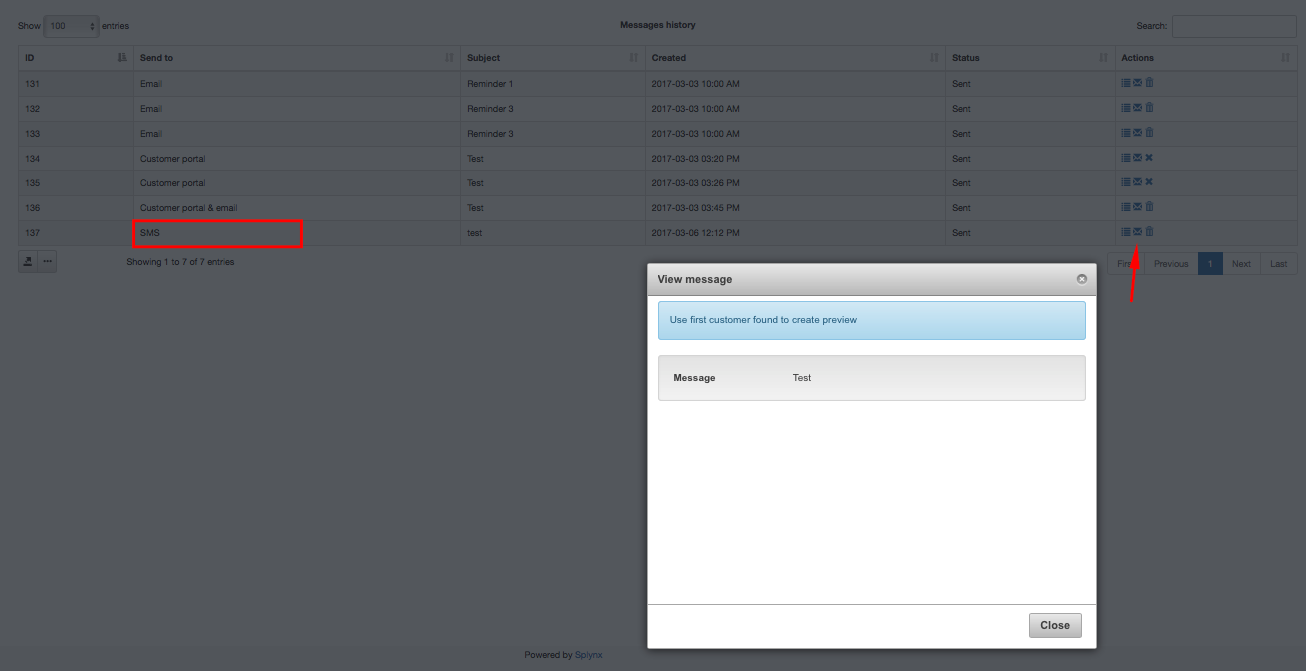 Show 100 entries Messages history Search:
ID Send to Subject Created Status Actions
131 Email Reminder 1 2017-03-03 10:00 AM Sent
132 Email Reminder 3 2017-03-03 10:00 AM Sent
133 Email Reminder 3 2017-03-03 10:00 AM Sent
134 Customer portal Test 2017-03-03 03:20 PM Sent
135 Customer portal Test 2017-03-03 03:26 PM Sent
136 Customer portal & email Test 2017-03-03 03:45 PM Sent
137 SMS test 2017-03-06 12:12 PM Sent
Showing 1 to 7 of 7 entries First Previous 1 Next Last
View message
Use first customer found to create preview
Message Test
Close
Powered by Splynx